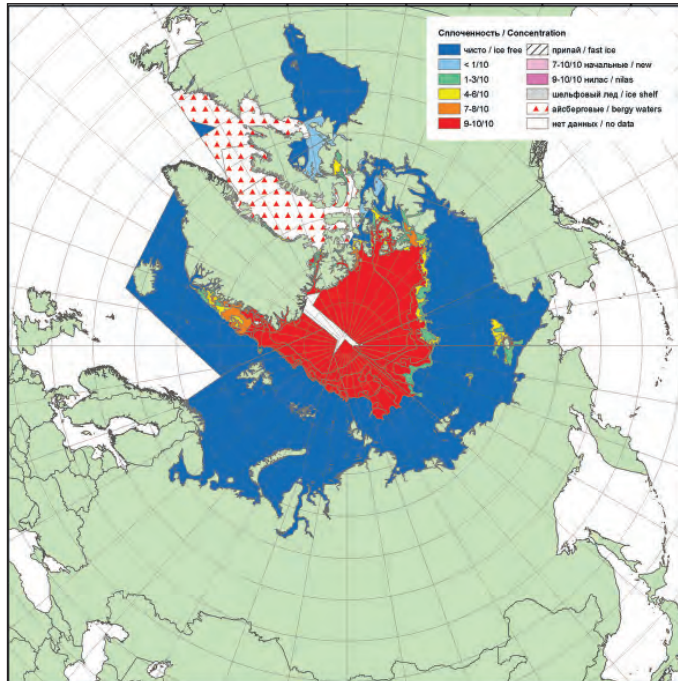 Сплоченность / Concentration
чисто / ice free
< 1/10
1-3/10
4-6/10
7-8/10
9-10/10
припай / fast ice
7-10/10 начальные / new
9-10/10 нилас / nilas
шельфовый лед / ice shelf
айсберговые / bergy waters
нет данных / no data